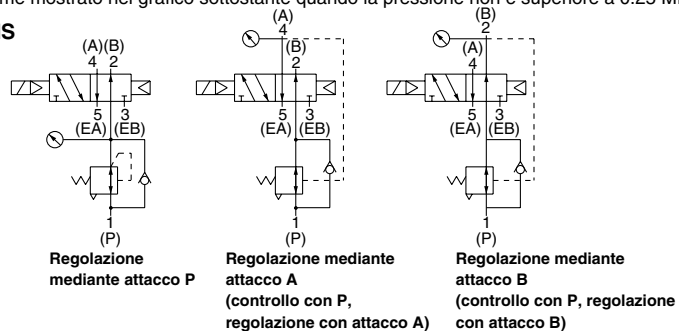 me mostrato nel grafico sottostante quando la pressione non è superiore a 0.25 M
S
(A)
4
(B)
2
(A)(B)
4 2
(B)
2
(A)
4
5 3
(EA) (EB)
5 3
(EA) (EB)
5 3
(EA) (EB)
1
(P)
1
(P)
1
(P)
Regolazione
mediante attacco P
Regolazione mediante
attacco A
(controllo con P,
regolazione con attacco A)
Regolazione mediante
attacco B
(controllo con P, regolazione
con attacco B)